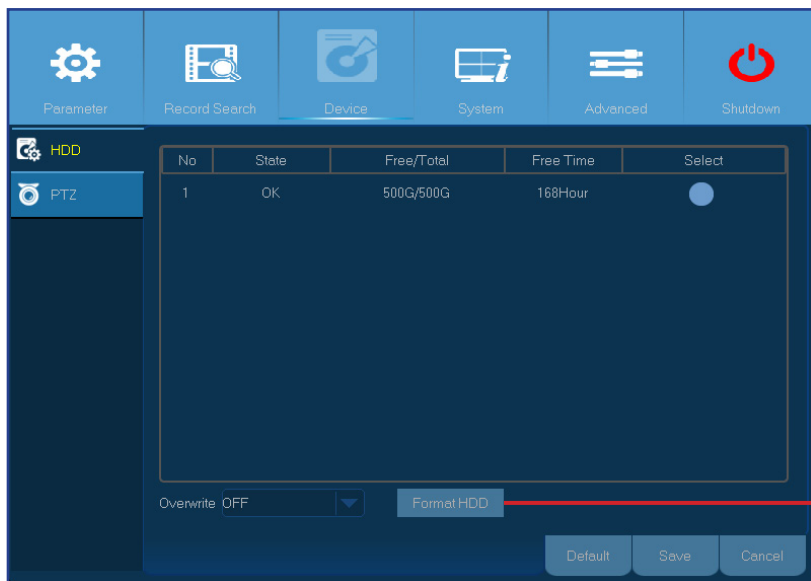 Parameter Record Search Device System Advanced Shutdown
HDD
PTZ
No State Free/Total Free Time Select
1 OK 500G/500G 168Hour
Overwrite OFF Format HDD
Default Save Cancel